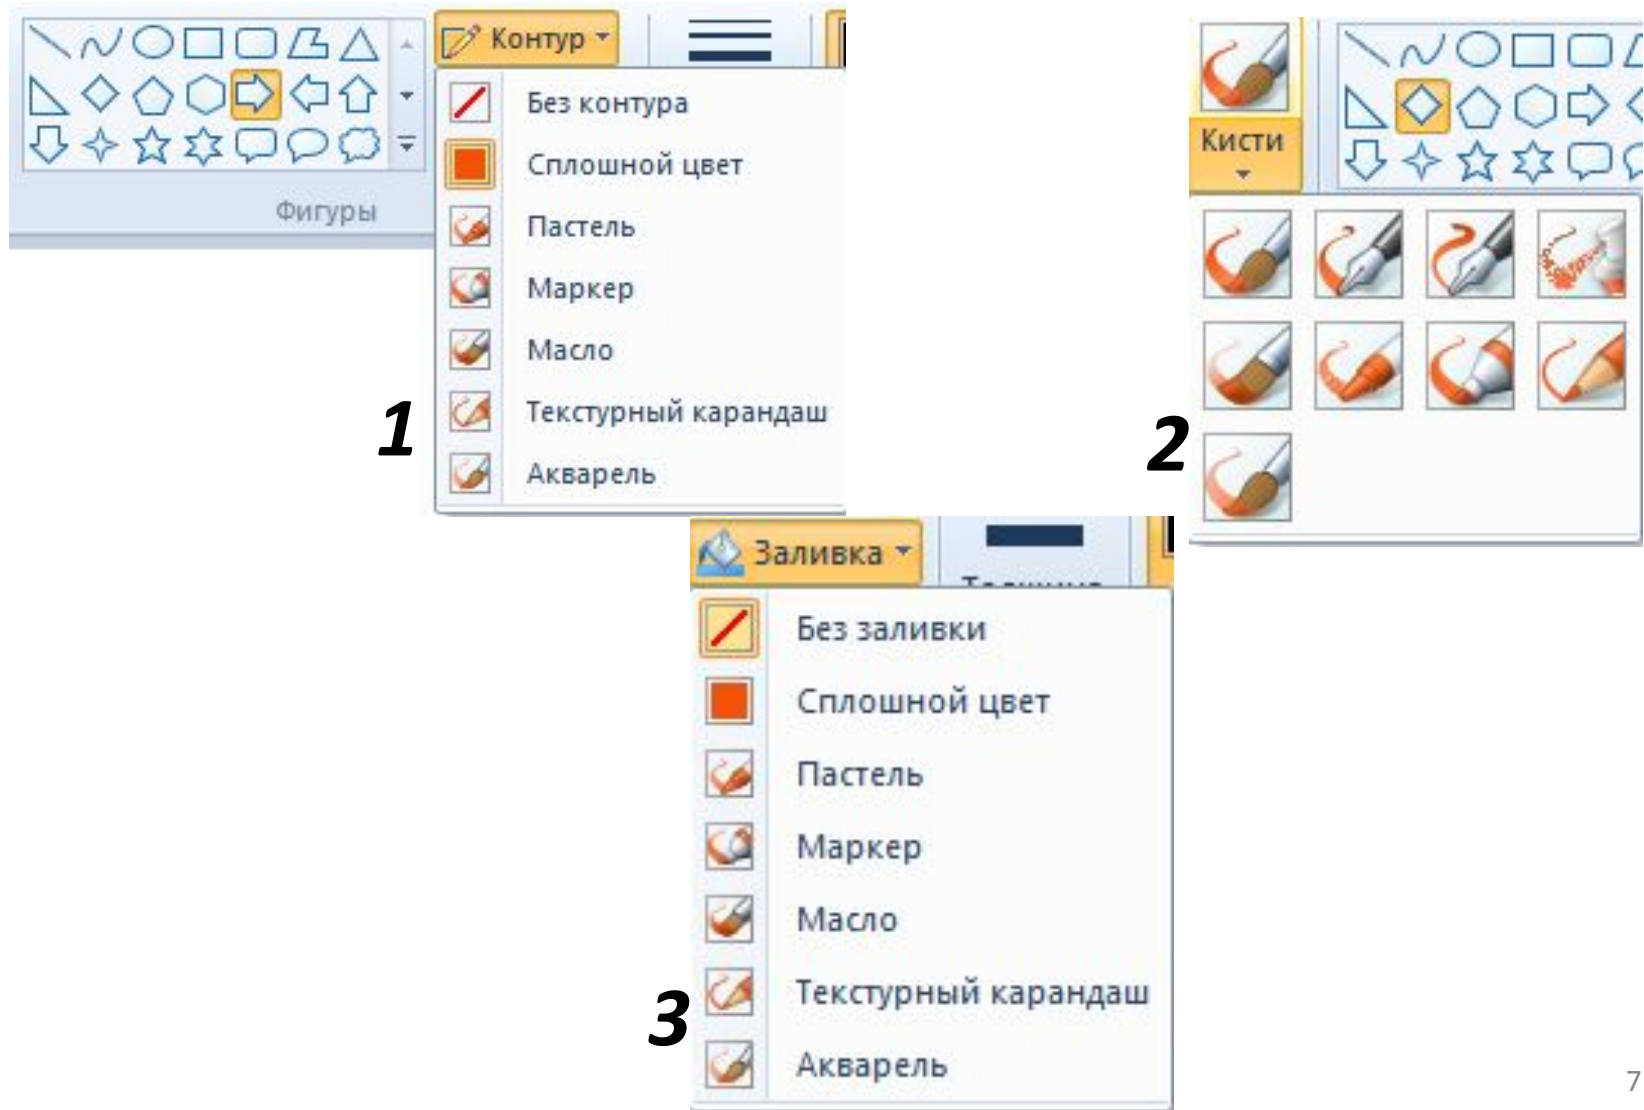 Контур
Без контура
Сплошной цвет
Пастель
Маркер
Масло
Текстурный карандаш
Акварель
Фигуры
1
Кисти
2
Заливка
Без заливки
Сплошной цвет
Пастель
Маркер
Масло
Текстурный карандаш
Акварель
3
7